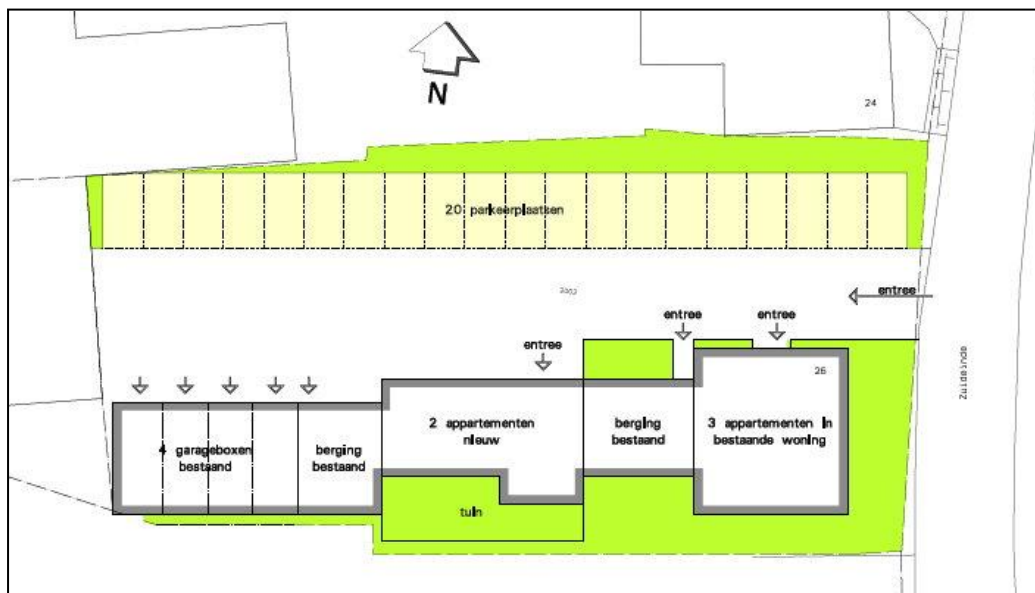 N
24
20 parkeerplaatsen
entree
entree
entree
entree
Zuideinde
26
2 appartementen
nieuw
berging
bestaand
3 appartementen in
bestaande woning
4 garageboxen
bestaand
berging
bestaand
tuin